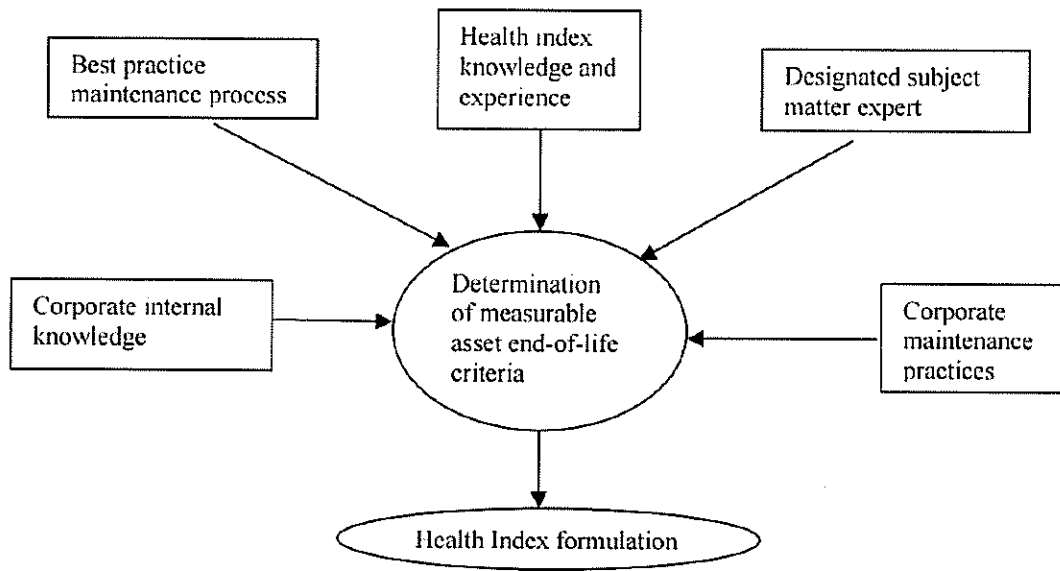 Best practice
maintenance process
Health index
knowledge and
experience
Designated subject
matter expert
Corporate internal
knowledge
Determination
of measurable
asset end-of-life
criteria
Corporate
maintenance
practices
Health Index formulation